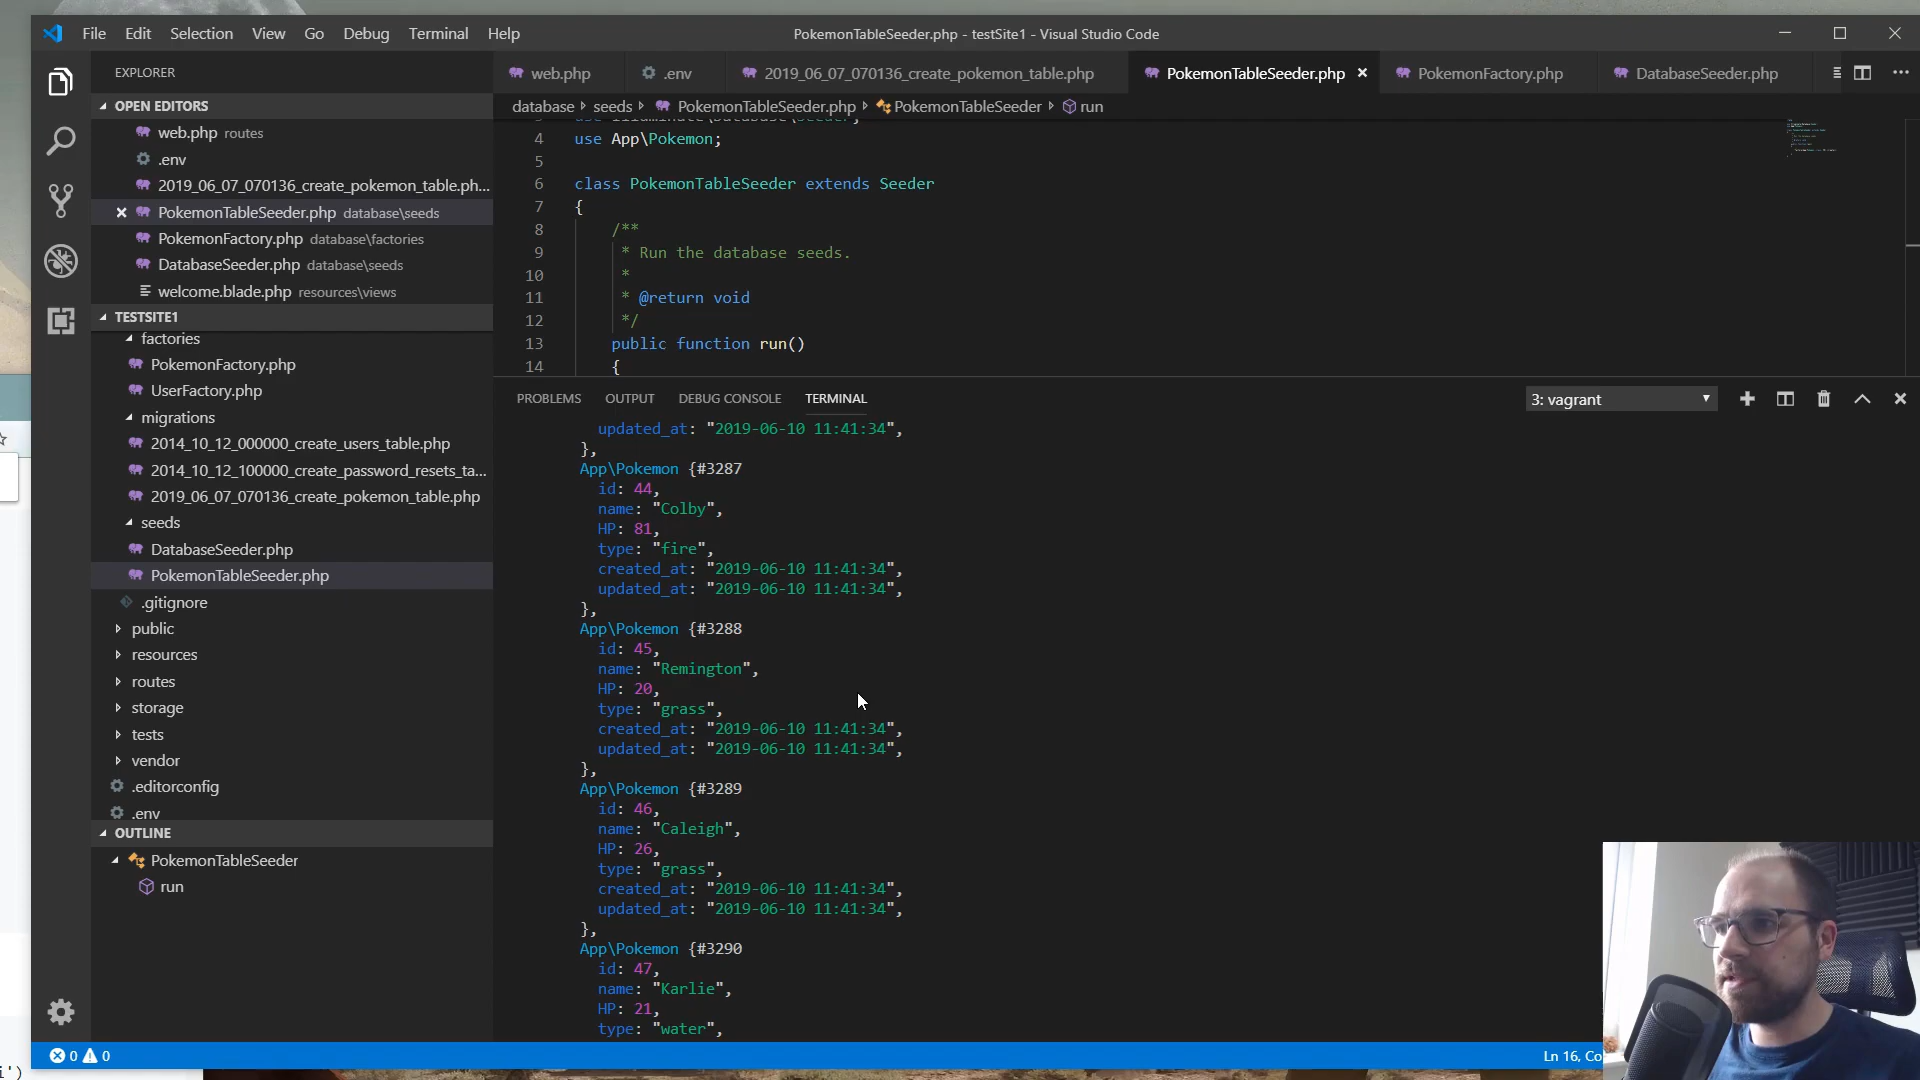 File Edit Selection View Go Debug Terminal Help
PokemonTableSeeder.php - testSite1 - Visual Studio Code
EXPLORER
OPEN EDITORS
web.php routes
.env
2019_06_07_070136_create_pokemon_table.ph...
PokemonTableSeeder.php database\seeds
PokemonFactory.php database\factories
DatabaseSeeder.php database\seeds
welcome.blade.php resources\views
TESTSITE1
factories
PokemonFactory.php
UserFactory.php
migrations
2014_10_12_000000_create_users_table.php
2014_10_12_100000_create_password_resets_ta...
2019_06_07_070136_create_pokemon_table.php
seeds
DatabaseSeeder.php
PokemonTableSeeder.php
.gitignore
public
resources
routes
storage
tests
vendor
.editorconfig
.env
OUTLINE
PokemonTableSeeder
run
web.php .env 2019_06_07_070136_create_pokemon_table.php PokemonTableSeeder.php PokemonFactory.php DatabaseSeeder.php
database seeds PokemonTableSeeder.php PokemonTableSeeder run
3 use Illuminate\Database\Seeder;
4 use App\Pokemon;
5
6 class PokemonTableSeeder extends Seeder
7 {
8 /**
9 * Run the database seeds.
10 *
11 * @return void
12 */
13 public function run()
14 {
PROBLEMS OUTPUT DEBUG CONSOLE TERMINAL
3: vagrant
updated_at: "2019-06-10 11:41:34",
},
App\Pokemon {#3287
id: 44,
name: "Colby",
HP: 81,
type: "fire",
created_at: "2019-06-10 11:41:34",
updated_at: "2019-06-10 11:41:34",
},
App\Pokemon {#3288
id: 45,
name: "Remington",
HP: 20,
type: "grass",
created_at: "2019-06-10 11:41:34",
updated_at: "2019-06-10 11:41:34",
},
App\Pokemon {#3289
id: 46,
name: "Caleigh",
HP: 26,
type: "grass",
created_at: "2019-06-10 11:41:34",
updated_at: "2019-06-10 11:41:34",
},
App\Pokemon {#3290
id: 47,
name: "Karlie",
HP: 21,
type: "water",
0 0
Ln 16, Co
i')